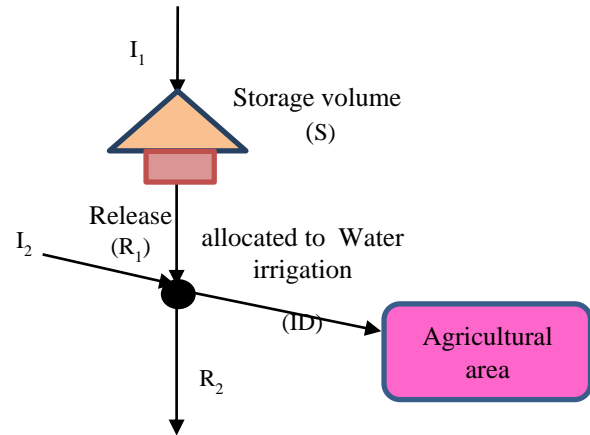 I₁
Storage volume
(S)
Release
(R₁)
I₂
allocated to Water
irrigation
(ID)
Agricultural
area
R₂